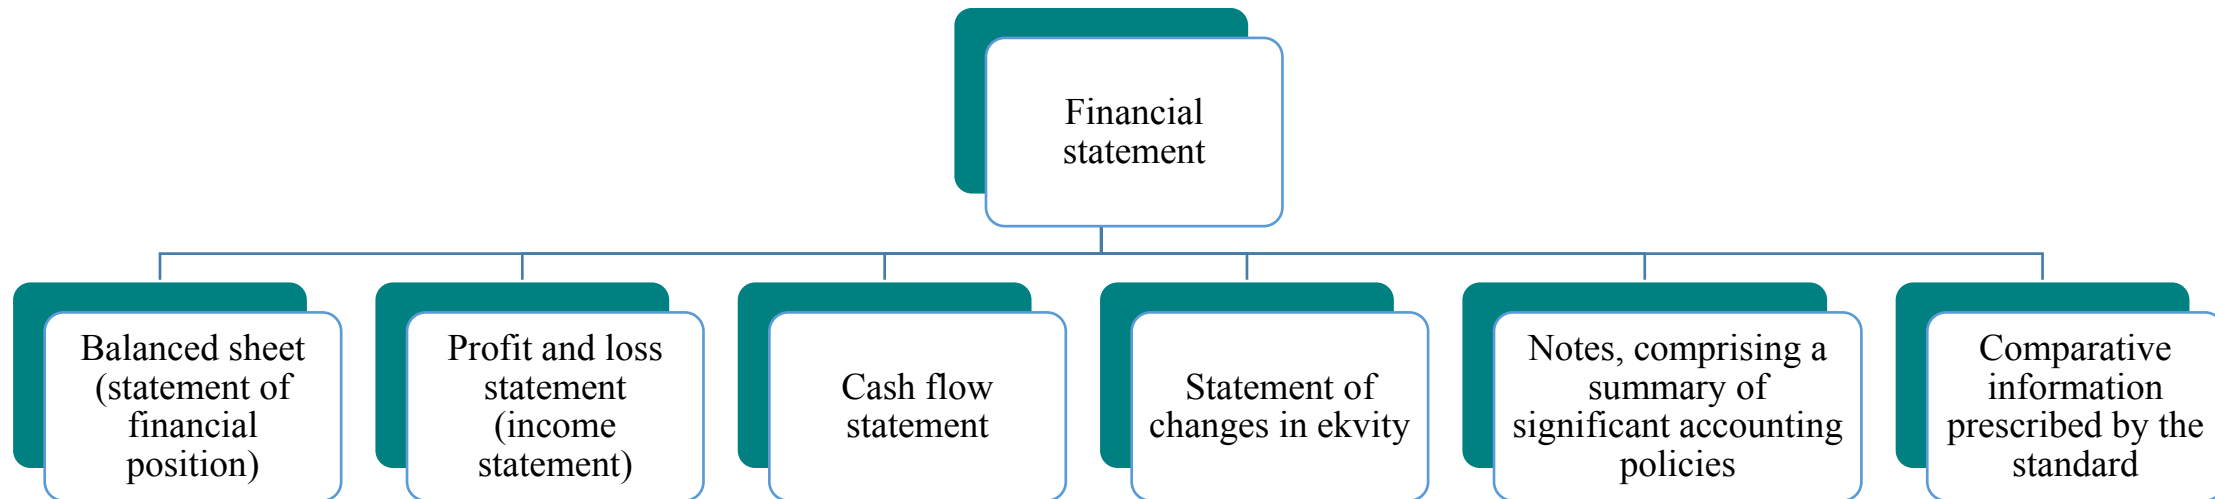 Financial
statement
Balanced sheet
(statement of
financial
position)
Profit and loss
statement
(income
statement)
Cash flow
statement
Statement of
changes in ekvity
Notes, comprising a
summary of
significant accounting
policies
Comparative
information
prescribed by the
standard